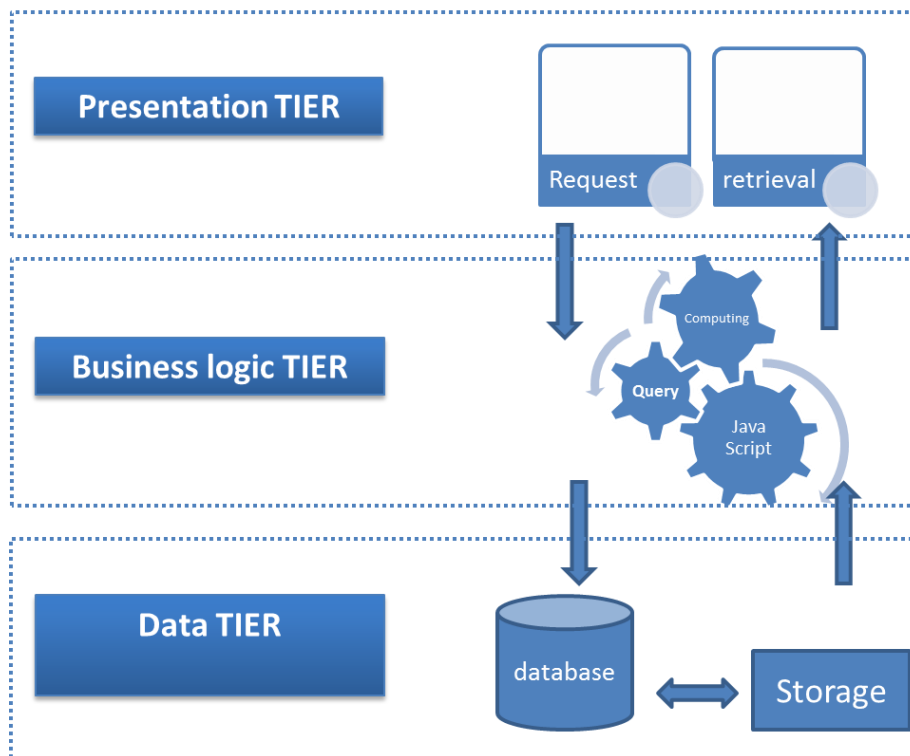 Presentation TIER
Request
retrieval
Business logic TIER
Computing
Query
Java
Script
Data TIER
database
Storage